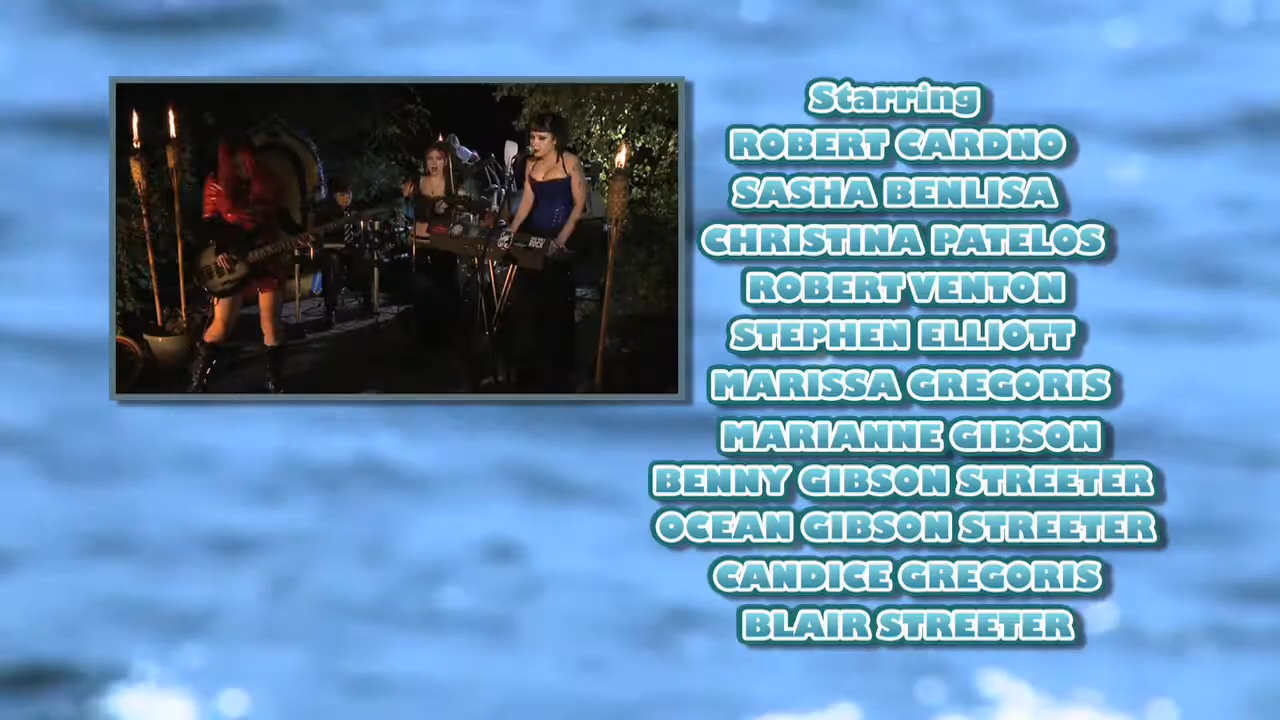 Starring
ROBERT CARDNO
SASHA BENLISA
CHRISTINA PATELOS
ROBERT VENTON
STEPHEN ELLIOTT
MARISSA GREGORIS
MARIANNE GIBSON
BENNY GIBSON STREETER
OCEAN GIBSON STREETER
CANDICE GREGORIS
BLAIR STREETER